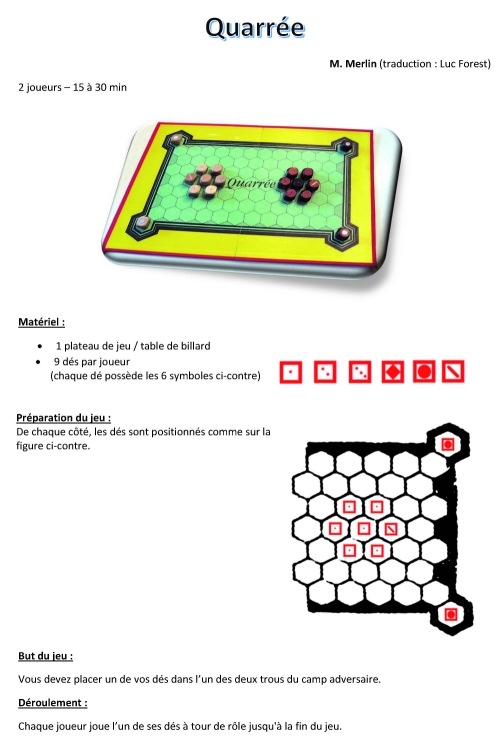 Quarrée
M. Merlin (traduction : Luc Forest)
2 joueurs – 15 à 30 min
Quarrée
Matériel :
• 1 plateau de jeu / table de billard
• 9 dés par joueur
(chaque dé possède les 6 symboles ci-contre)
Préparation du jeu :
De chaque côté, les dés sont positionnés comme sur la
figure ci-contre.
But du jeu :
Vous devez placer un de vos dés dans l’un des deux trous du camp adversaire.
Déroulement :
Chaque joueur joue l’un de ses dés à tour de rôle jusqu'à la fin du jeu.